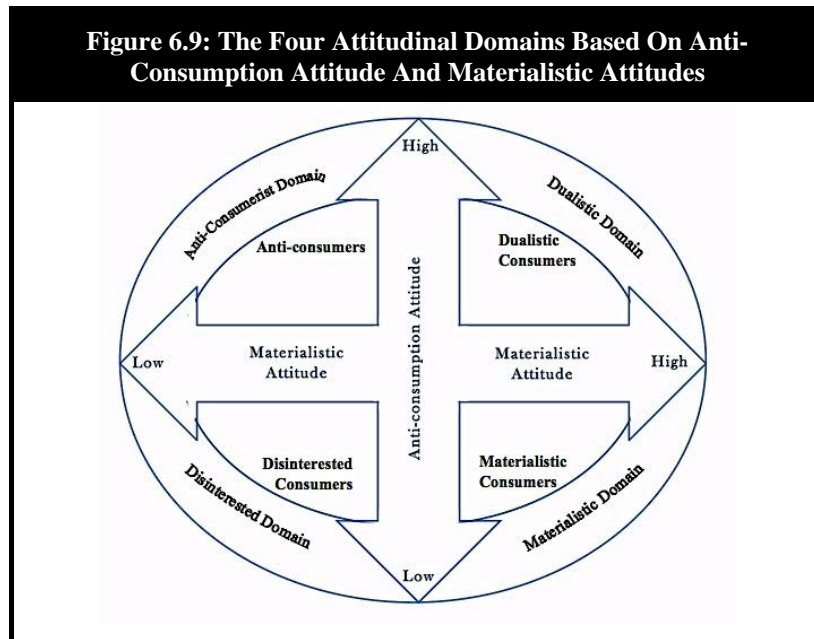 Figure 6.9: The Four Attitudinal Domains Based On Anti-
Consumption Attitude And Materialistic Attitudes
High
Anti-Consumerist Domain
Dualistic Domain
Anti-consumers
Dualistic
Consumers
Anti-consumption Attitude
Low
Materialistic
Attitude
Materialistic
Attitude
High
Disinterested
Consumers
Materialistic
Consumers
Disinterested Domain
Materialistic Domain
Low